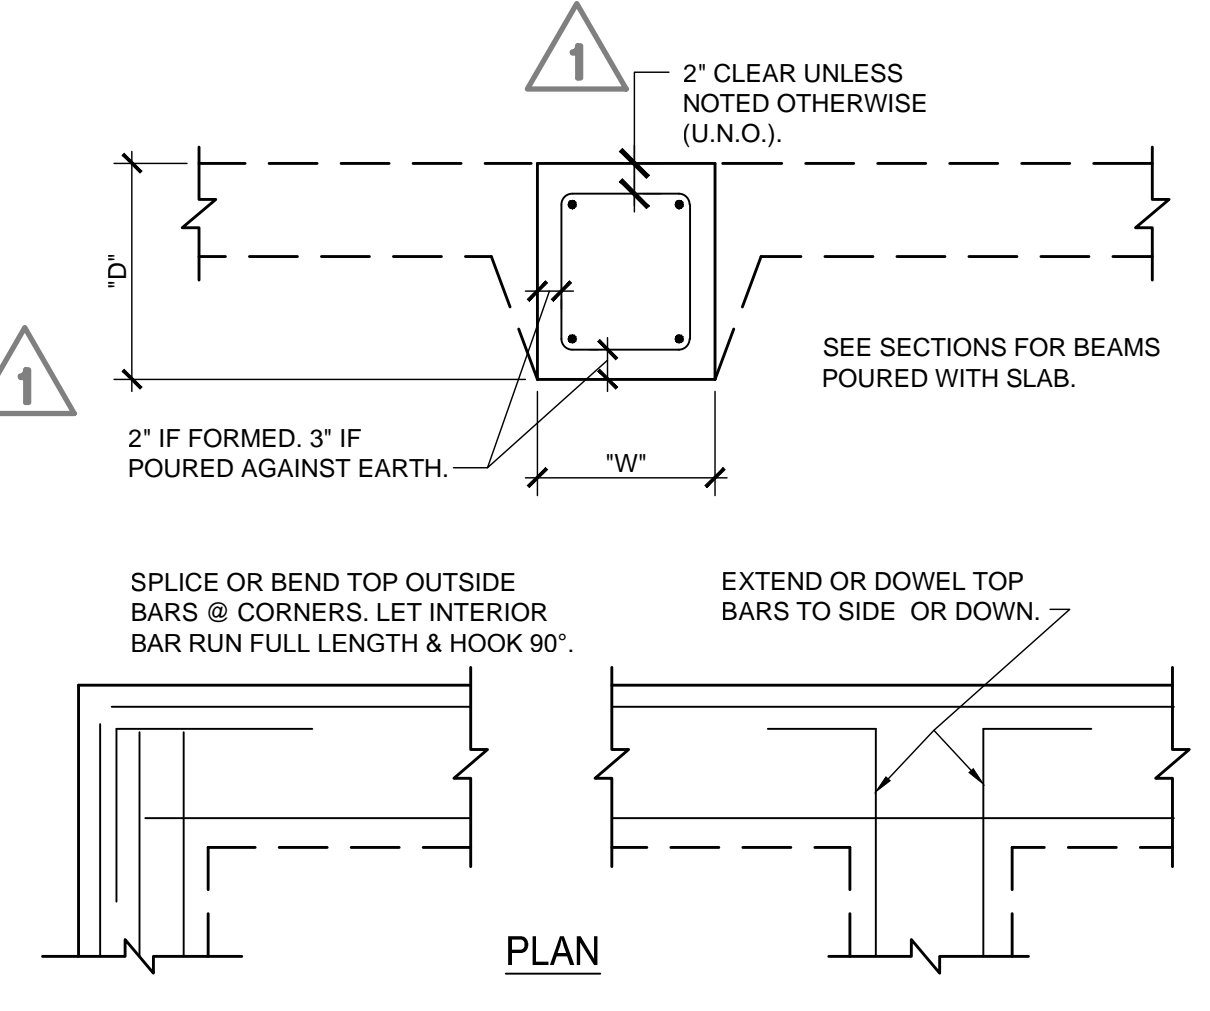 1
2" CLEAR UNLESS
NOTED OTHERWISE
(U.N.O.).
"D"
SEE SECTIONS FOR BEAMS
POURED WITH SLAB.
1
2" IF FORMED. 3" IF
POURED AGAINST EARTH.
"W"
SPLICE OR BEND TOP OUTSIDE
BARS @ CORNERS. LET INTERIOR
BAR RUN FULL LENGTH & HOOK 90°.
EXTEND OR DOWEL TOP
BARS TO SIDE OR DOWN.
PLAN